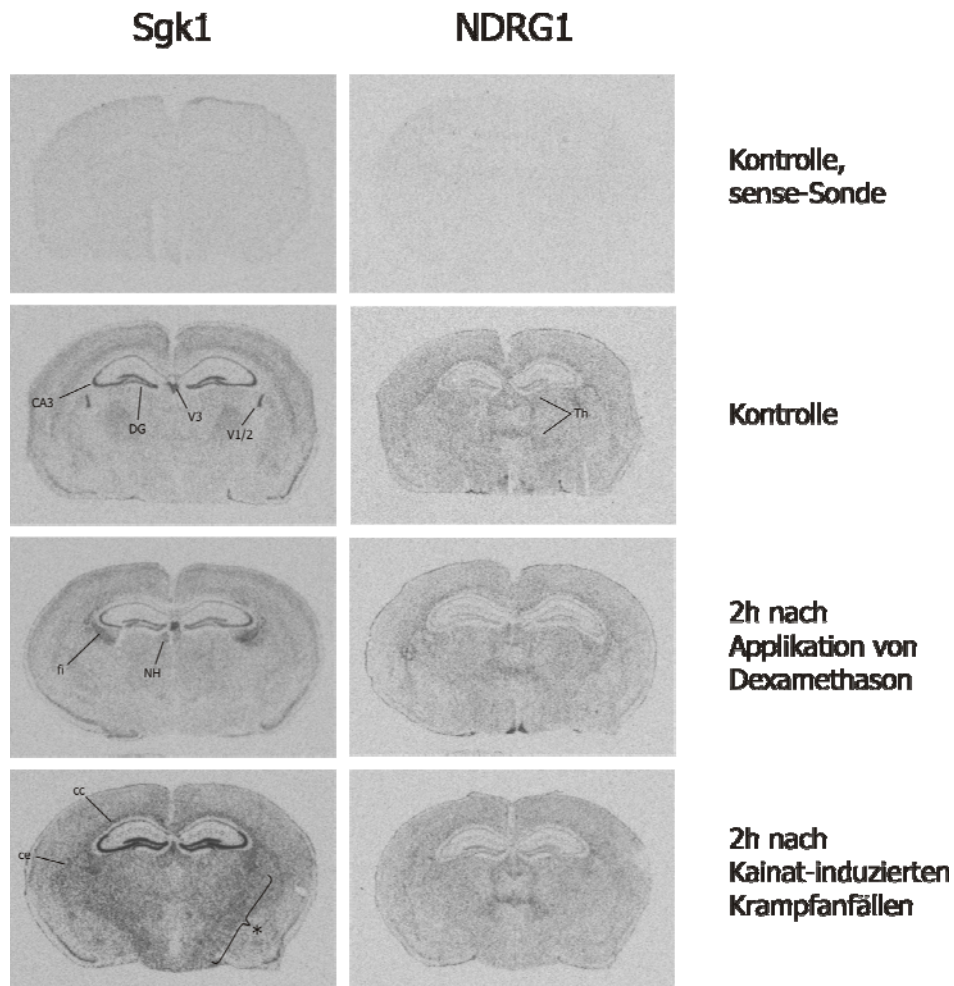 Sgk1
NDRG1
Kontrolle,
sense-Sonde
CA3
DG
V3
V1/2
Th
Kontrolle
fi
NH
2h nach
Applikation von
Dexamethason
cc
ce
*
2h nach
Kainat-induzierten
Krampfanfällen